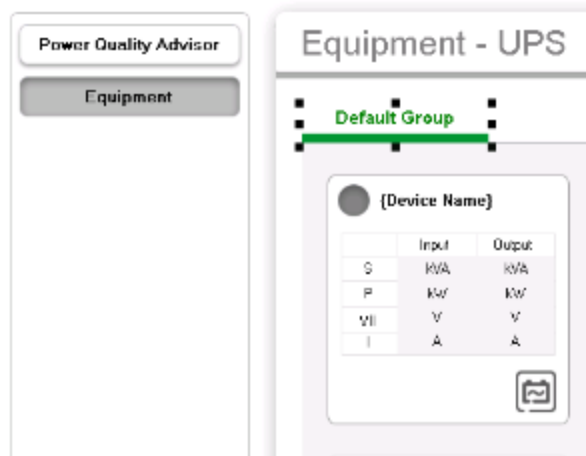 Power Quality Advisor
Equipment
Equipment - UPS
Default Group
{Device Name}
Input Output
S kVA kVA
P kW kW
Vll V V
I A A